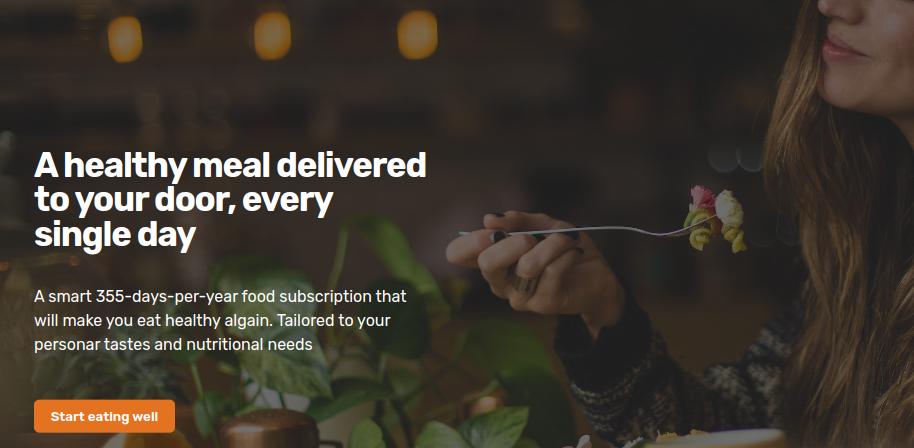 A healthy meal delivered
to your door, every
single day
A smart 355-days-per-year food subscription that
will make you eat healthy algain. Tailored to your
personar tastes and nutritional needs
Start eating well